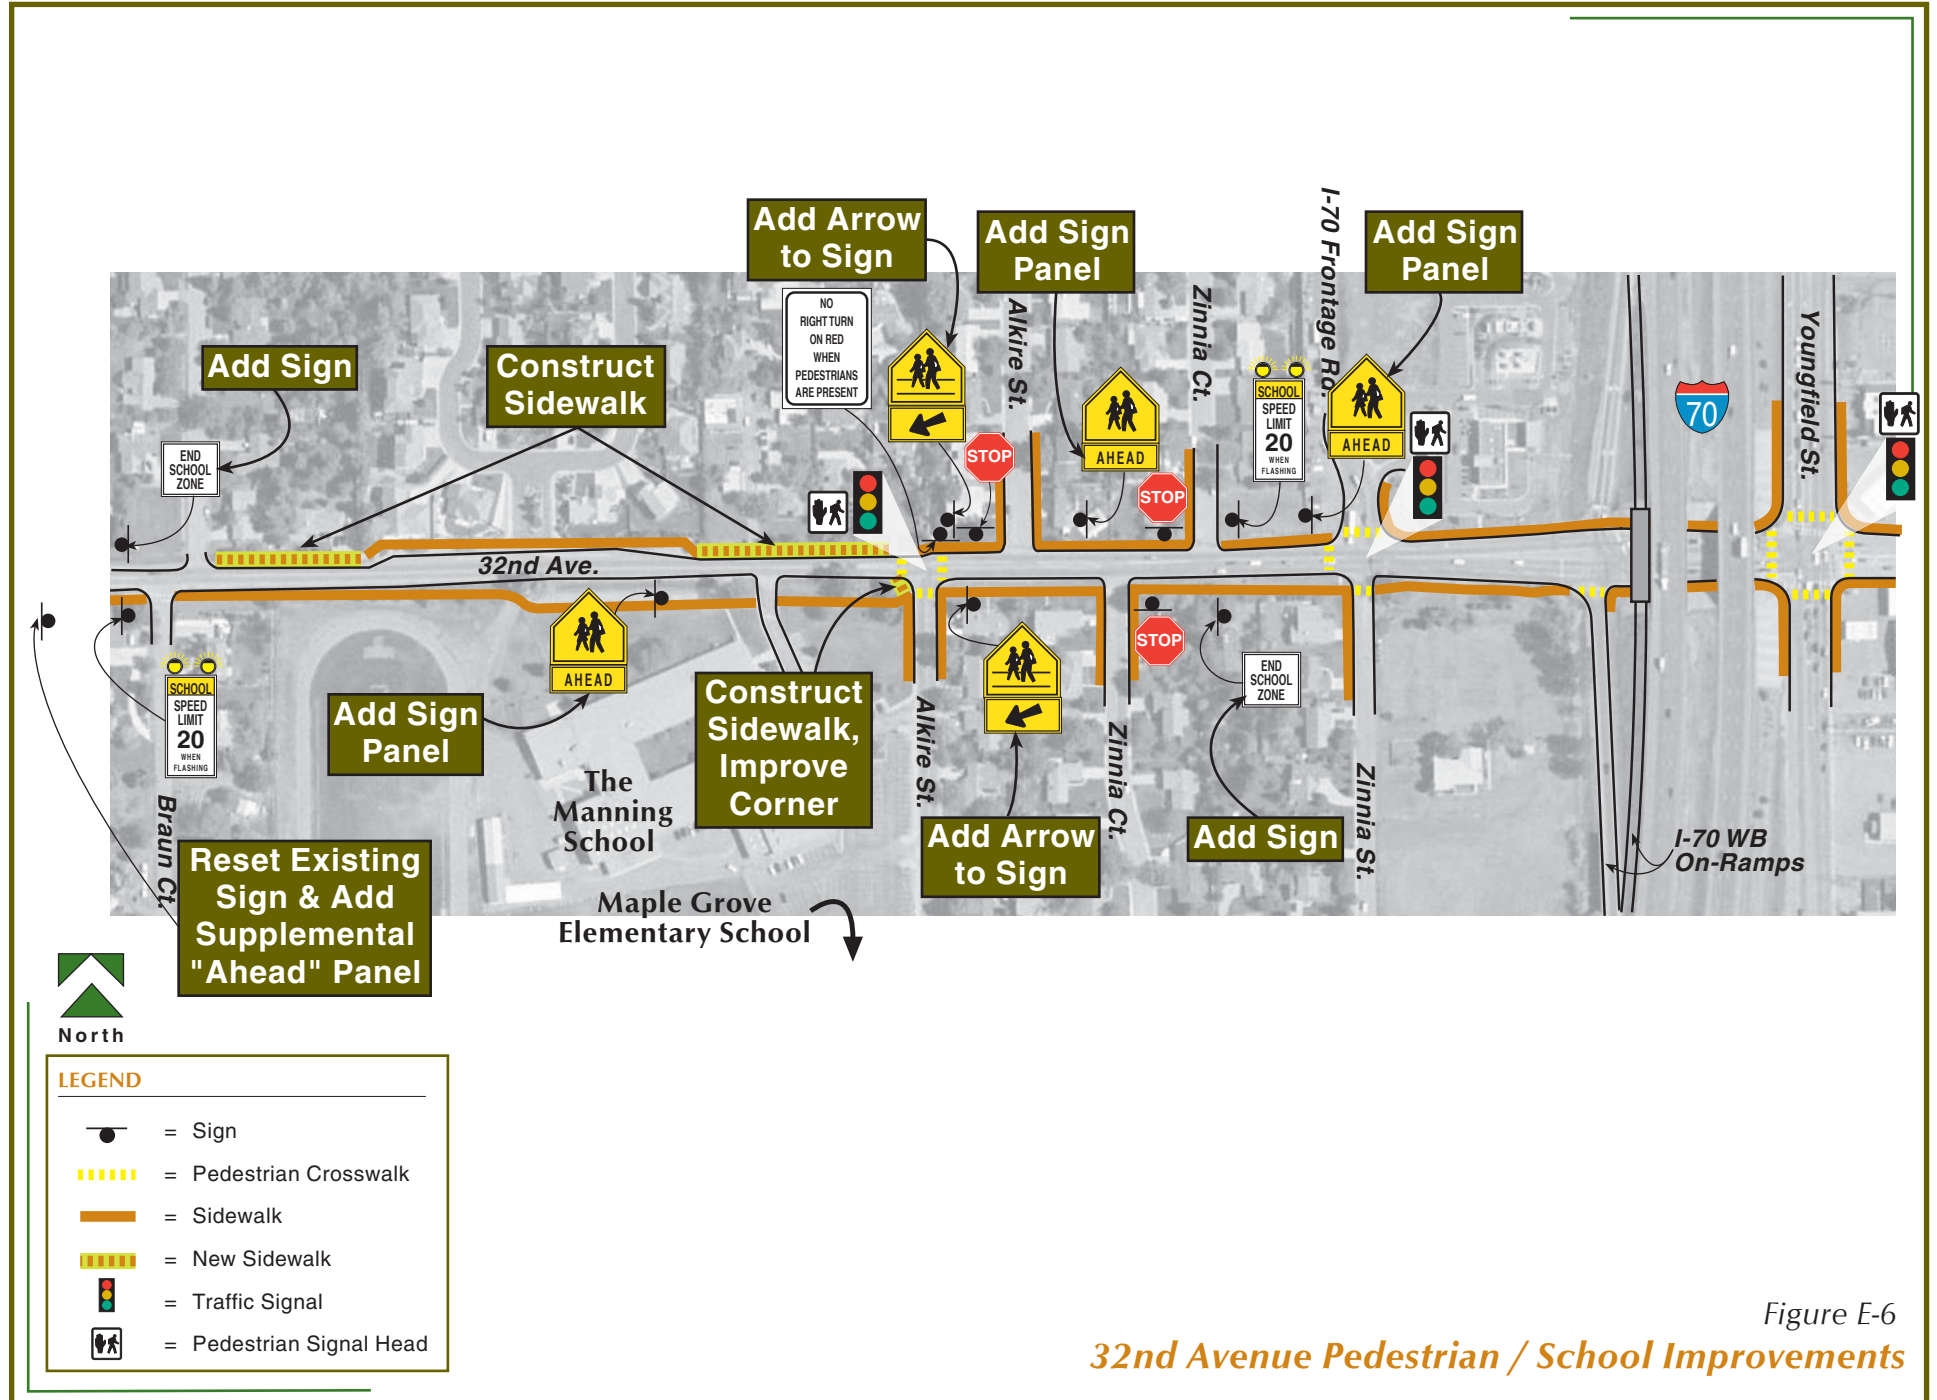 Add Arrow
to Sign
Add Sign
Panel
I-70 Frontage Rd.
Add Sign
Panel
NO
RIGHT TURN
ON RED
WHEN
PEDESTRIANS
ARE PRESENT
Alkire St.
Zinnia Ct.
Youngfield St.
Add Sign
Construct
Sidewalk
SCHOOL
SPEED
LIMIT
20
WHEN
FLASHING
70
END
SCHOOL
ZONE
STOP
AHEAD
AHEAD
STOP
32nd Ave.
STOP
AHEAD
END
SCHOOL
ZONE
SCHOOL
SPEED
LIMIT
20
WHEN
FLASHING
Add Sign
Panel
Construct
Sidewalk,
Improve
Corner
Alkire St.
Zinnia Ct.
Zinnia St.
The
Manning
School
Braun Ct.
Add Arrow
to Sign
Add Sign
I-70 WB
On-Ramps
Reset Existing
Sign & Add
Supplemental
"Ahead" Panel
Maple Grove
Elementary School
North
LEGEND
= Sign
= Pedestrian Crosswalk
= Sidewalk
= New Sidewalk
= Traffic Signal
= Pedestrian Signal Head
Figure E-6
32nd Avenue Pedestrian / School Improvements